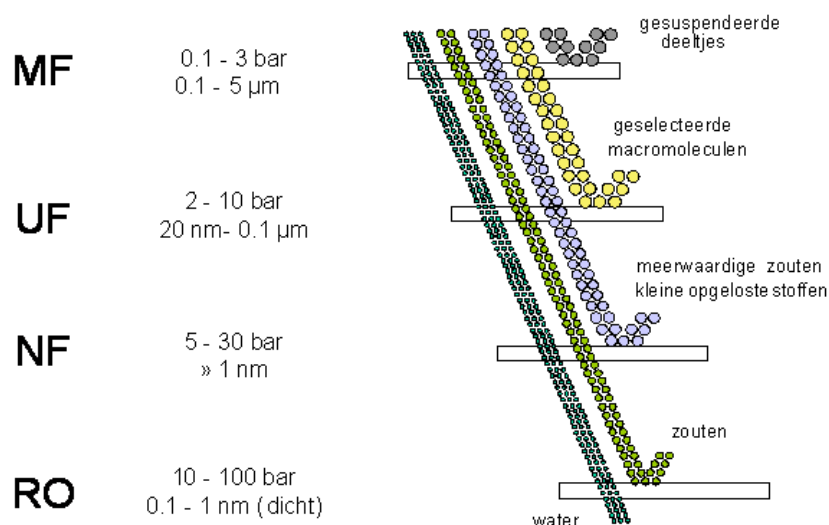 gesuspendeerde
deeltjes
MF
0.1 - 3 bar
0.1 - 5 µm
geselecteerde
macromoleculen
UF
2 - 10 bar
20 nm- 0.1 µm
meerwaardige zouten
kleine opgeloste stoffen
NF
5 - 30 bar
» 1 nm
zouten
RO
10 - 100 bar
0.1 - 1 nm (dicht)
water